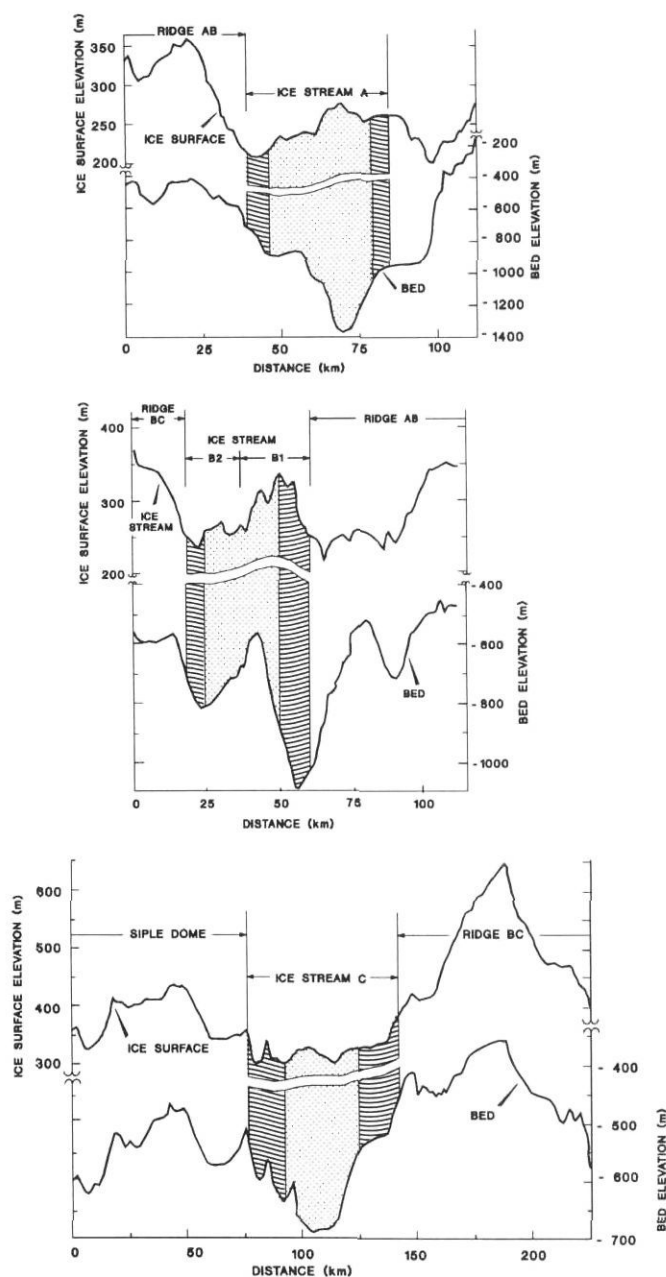 RIDGE AB
ICE STREAM A
ICE SURFACE
BED
ICE SURFACE ELEVATION (m)
350
300
250
200
BED ELEVATION (m)
- 200
- 400
- 600
- 800
- 1000
- 1200
- 1400
0 25 50 75 100
DISTANCE (km)
RIDGE BC
ICE STREAM
B2 B1
RIDGE AB
ICE STREAM
BED
ICE SURFACE ELEVATION (m)
400
300
200
BED ELEVATION (m)
- 400
- 600
- 800
- 1000
0 25 50 75 100
DISTANCE (km)
SIPLE DOME
ICE STREAM C
RIDGE BC
ICE SURFACE
BED
ICE SURFACE ELEVATION (m)
600
500
400
300
BED ELEVATION (m)
- 400
- 500
- 600
700
0 50 100 150 200
DISTANCE (km)